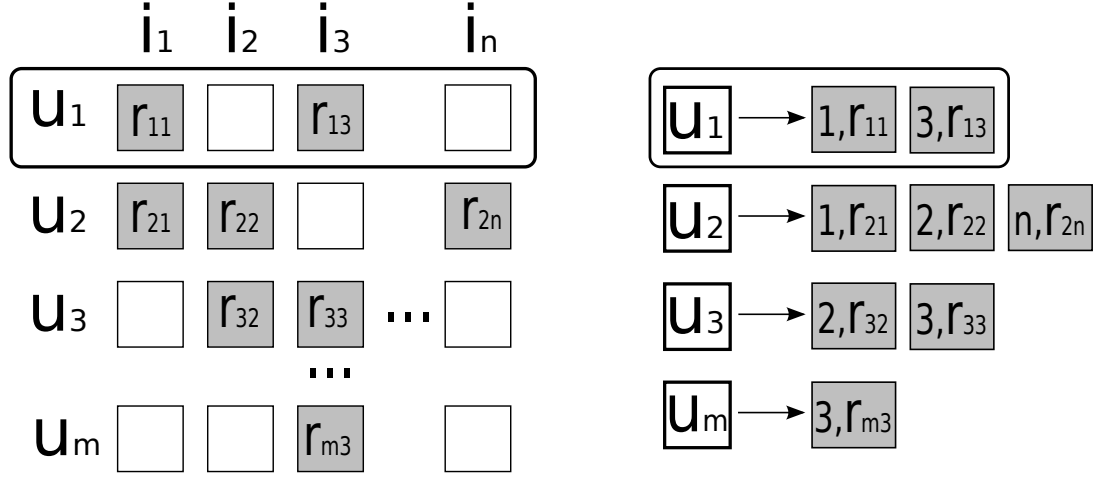 i1 i2 i3 in
u1 r11 r13
u2 r21 r22 r2n
u3 r32 r33 ...
...
um rm3
u1 1,r11 3,r13
u2 1,r21 2,r22 n,r2n
u3 2,r32 3,r33
um 3,rm3